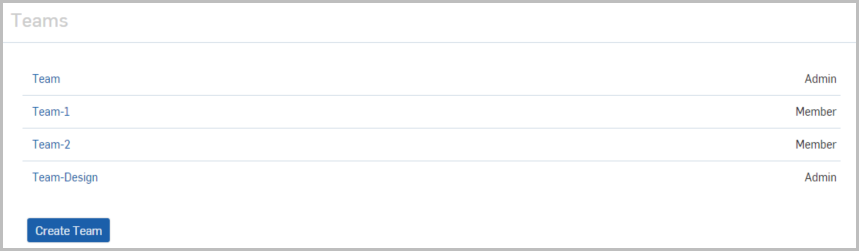 Teams
Team Admin
Team-1 Member
Team-2 Member
Team-Design Admin
Create Team